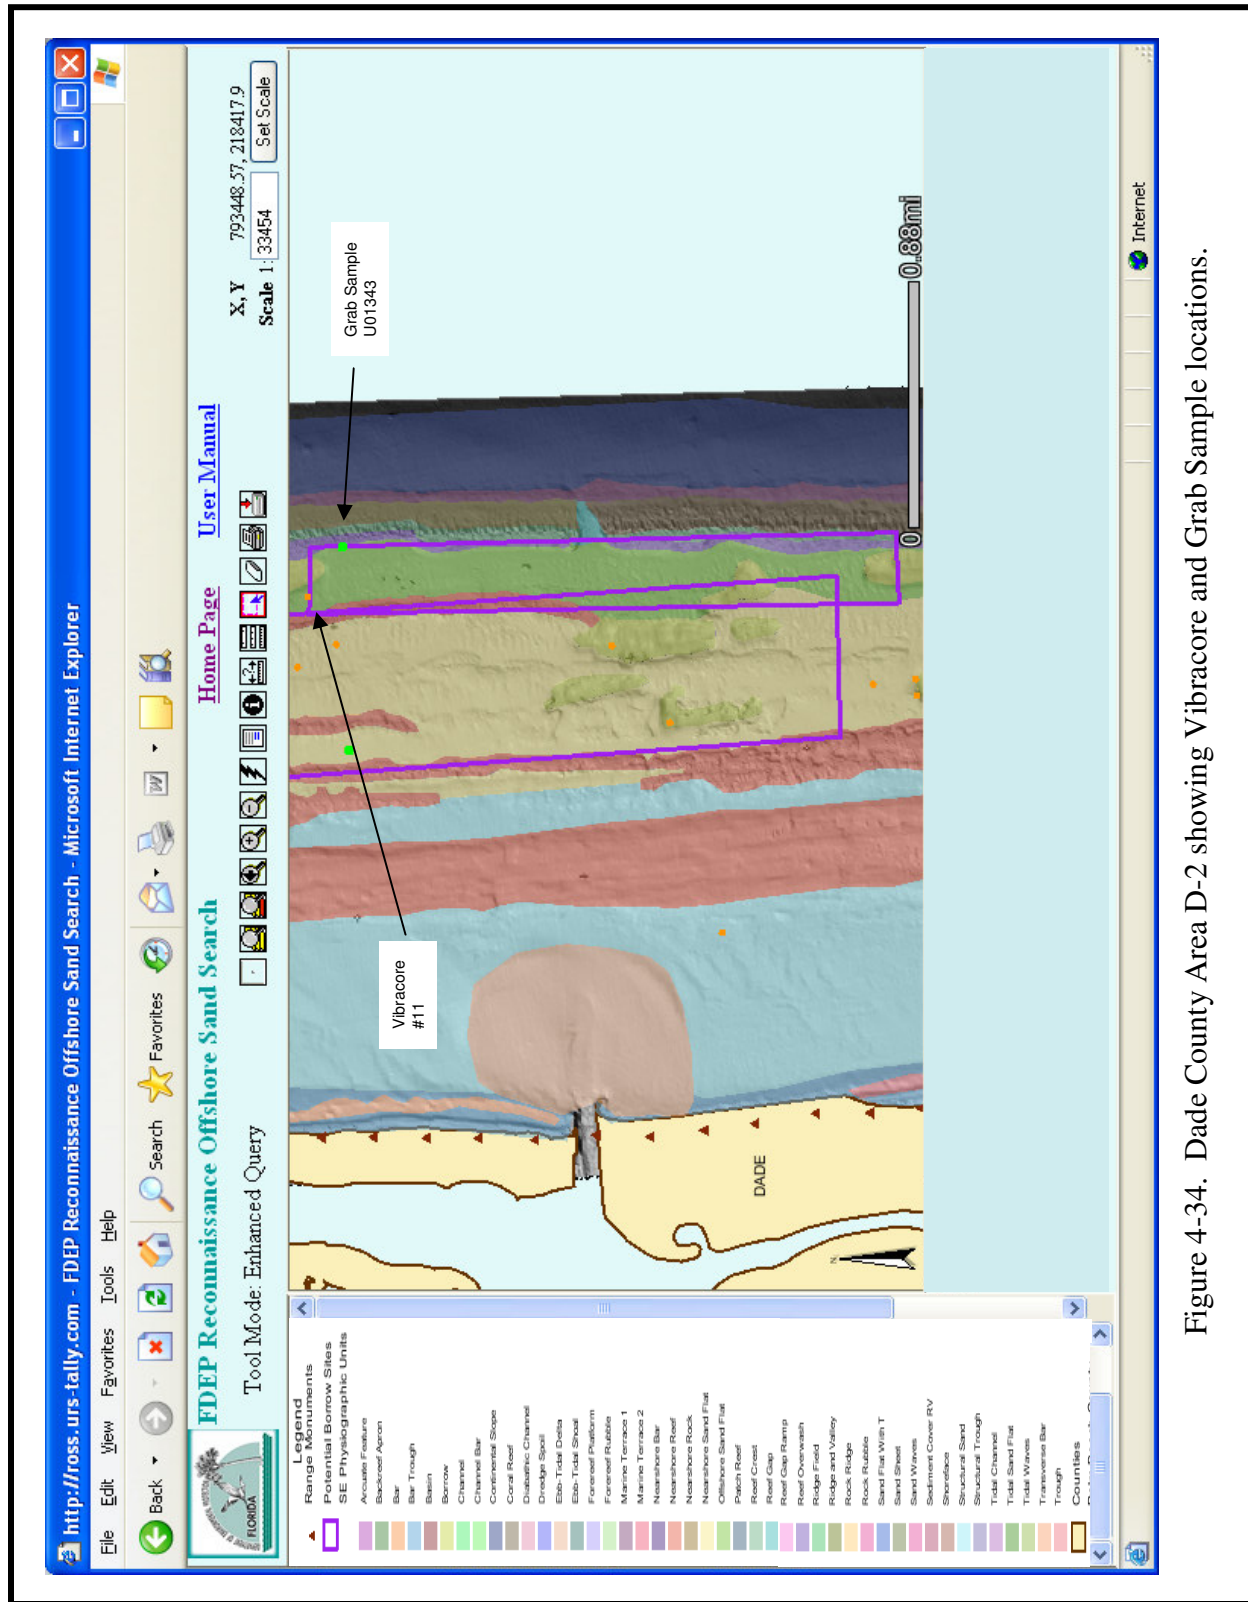 http://ross.urs-tally.com - FDEP Reconnaissance Offshore Sand Search - Microsoft Internet Explorer
File Edit View Favorites Tools Help
Back Search Favorites
FLORIDA
FDEP Reconnaissance Offshore Sand Search
Home Page
User Manual
X, Y 793448.57, 218417.9
Tool Mode: Enhanced Query
Scale 1: 33454 Set Scale
Legend
Range Monuments
Potential Borrow Sites
SE Physiographic Units
Arcuate Feature
Backreef Apron
Bar
Bar Trough
Basin
Borrow
Channel
Channel Bar
Continental Slope
Coral Reef
Diabathic Channel
Dredge Spoil
Ebb-Tidal Delta
Ebb-Tidal Shoal
Forereef Platform
Forereef Rubble
Marine Terrace 1
Marine Terrace 2
Nearshore Bar
Nearshore Reef
Nearshore Rock
Nearshore Sand Flat
Offshore Sand Flat
Patch Reef
Reef Crest
Reef Gap
Reef Gap Ramp
Reef Overwash
Ridge Field
Ridge and Valley
Rock Ridge
Rock Rubble
Sand Flat With T
Sand Sheet
Sand Waves
Sediment Cover RV
Shoreface
Structural Sand
Structural Trough
Tidal Channel
Tidal Sand Flat
Tidal Waves
Transverse Bar
Trough
Counties
Vibracore
#11
Grab Sample
U01343
DADE
N
0 0.88mi
Internet
Figure 4-34. Dade County Area D-2 showing Vibracore and Grab Sample locations.